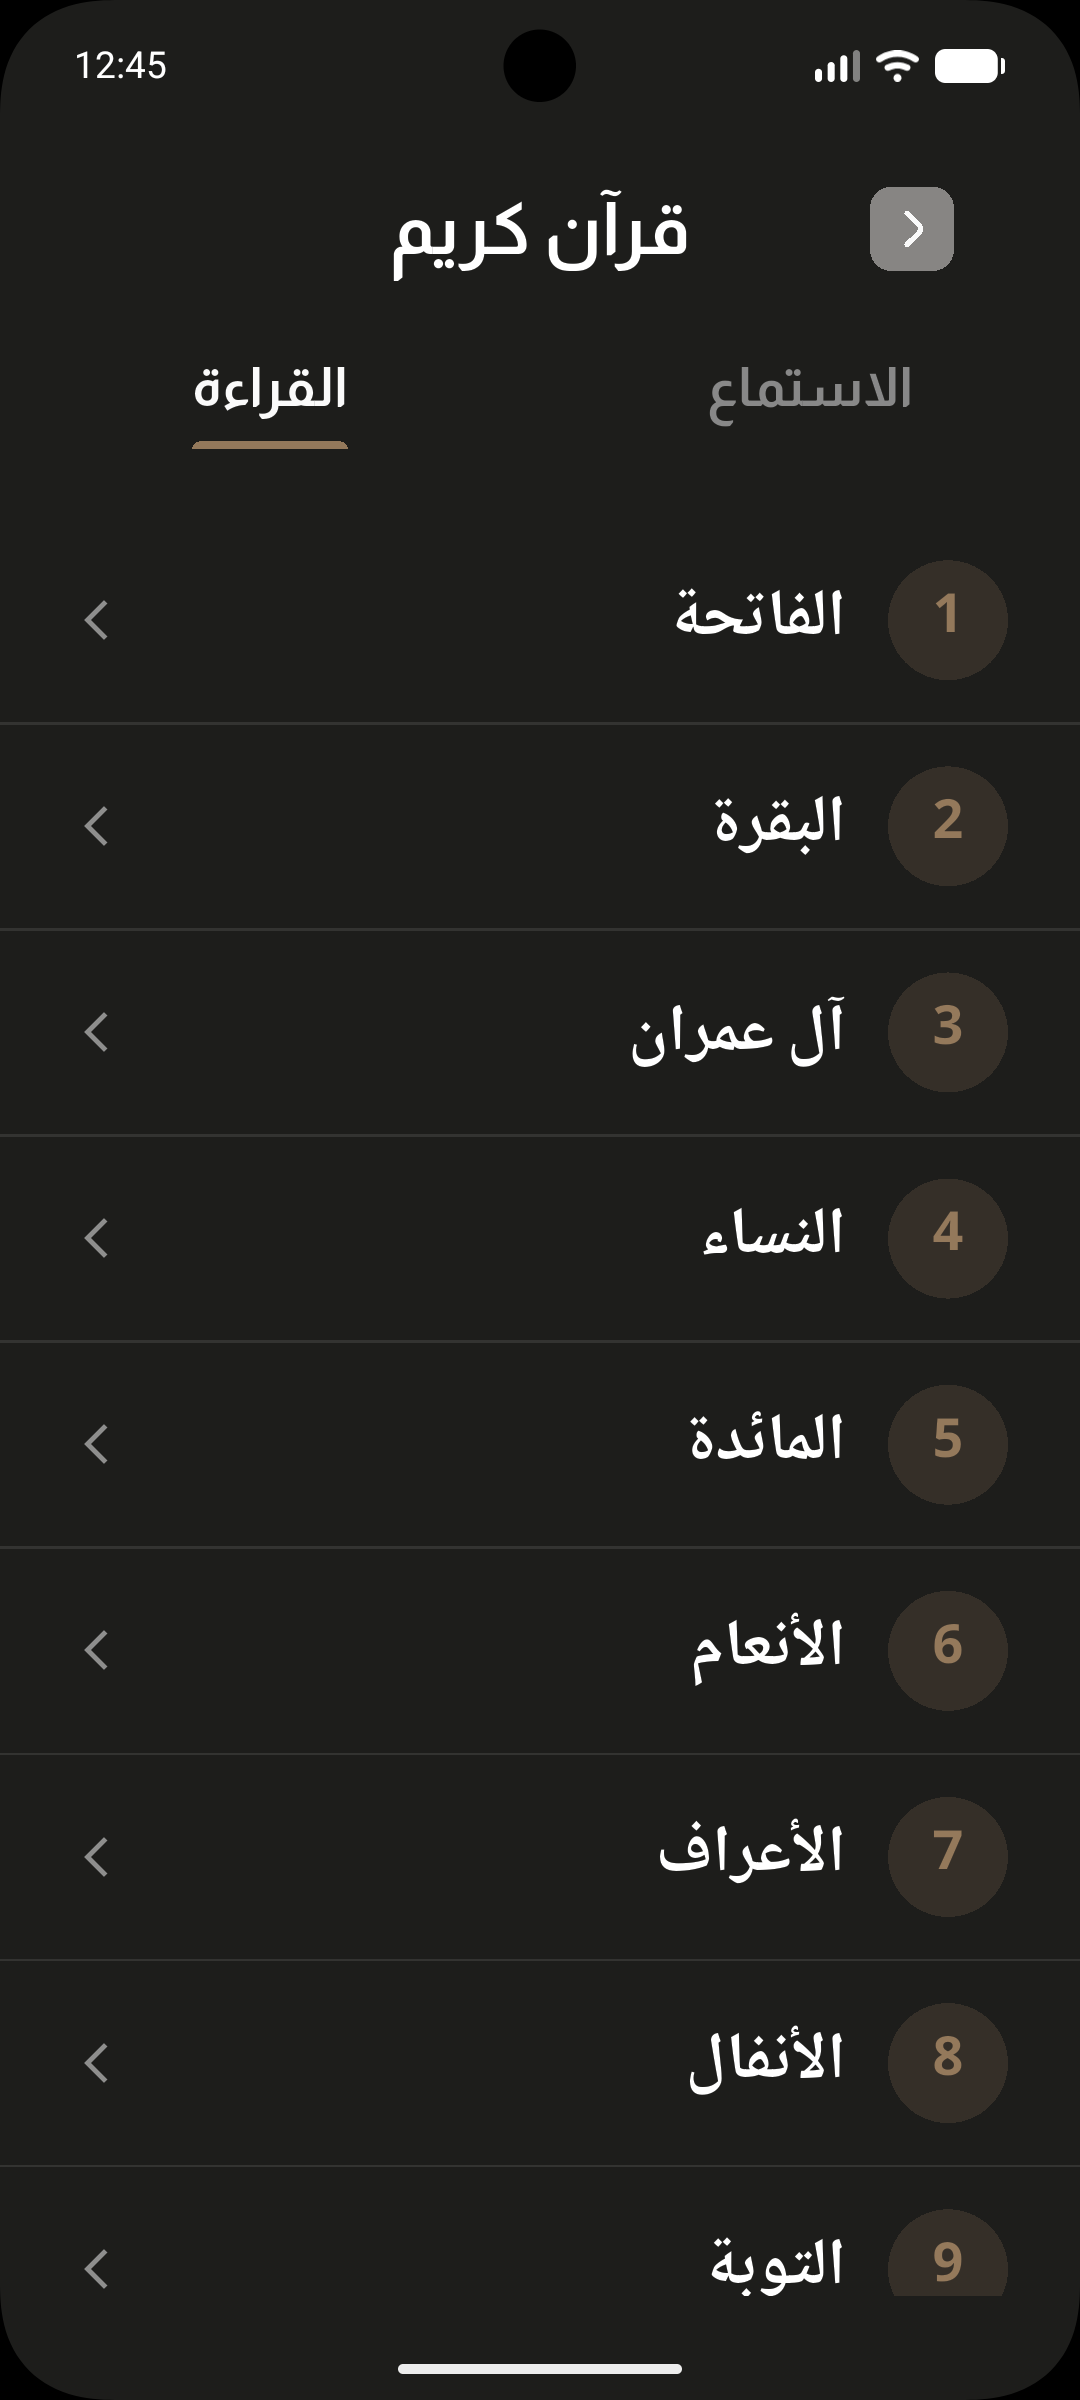 12:45
قرآن كريم
الاستماع
القراءة
1 الفاتحة
2 البقرة
3 آل عمران
4 النساء
5 المائدة
6 الأنعام
7 الأعراف
8 الأنفال
9 التوبة